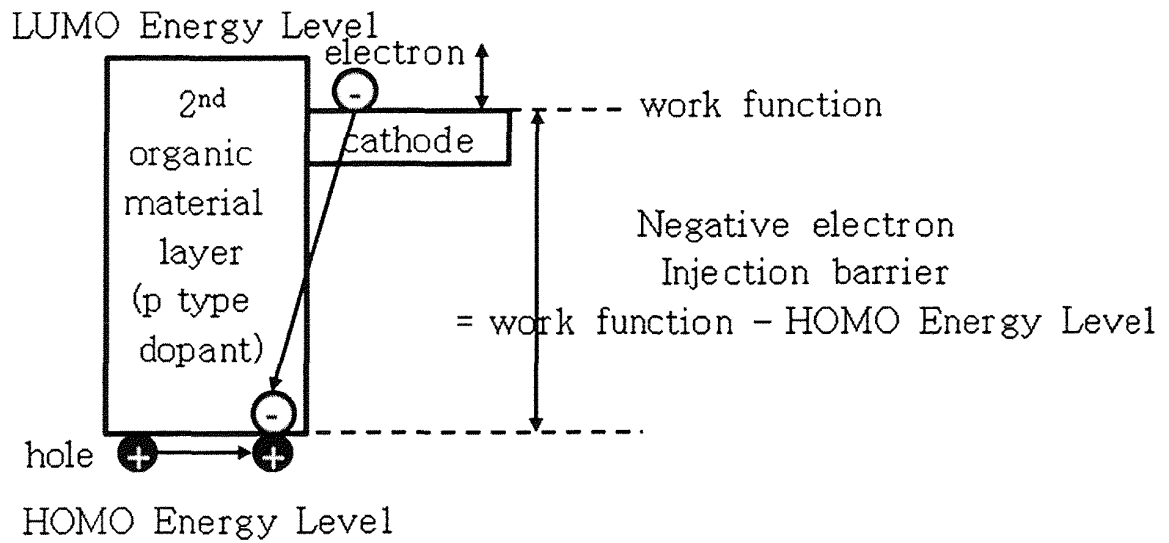 LUMO Energy Level
electron
-
2nd
organic
material
layer
(p type
dopant)
cathode
work function
Negative electron
Injection barrier
= work function - HOMO Energy Level
-
hole
+
+
HOMO Energy Level